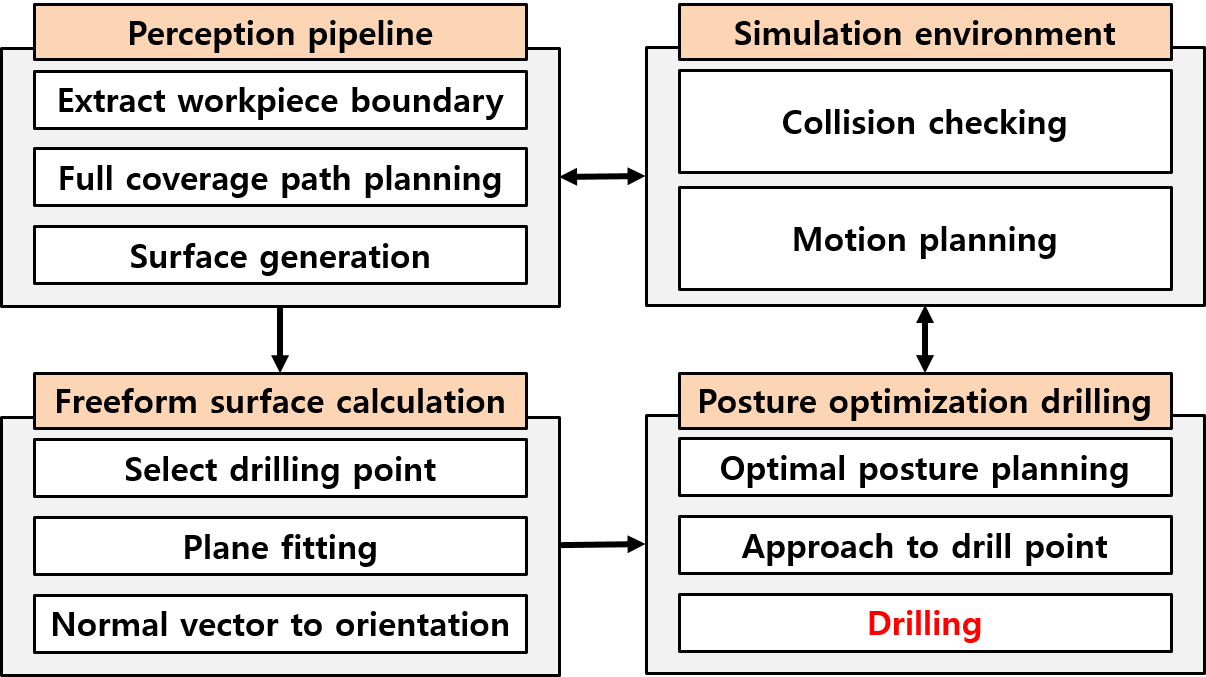 Perception pipeline
Extract workpiece boundary
Full coverage path planning
Surface generation
Simulation environment
Collision checking
Motion planning
Freeform surface calculation
Select drilling point
Plane fitting
Normal vector to orientation
Posture optimization drilling
Optimal posture planning
Approach to drill point
Drilling